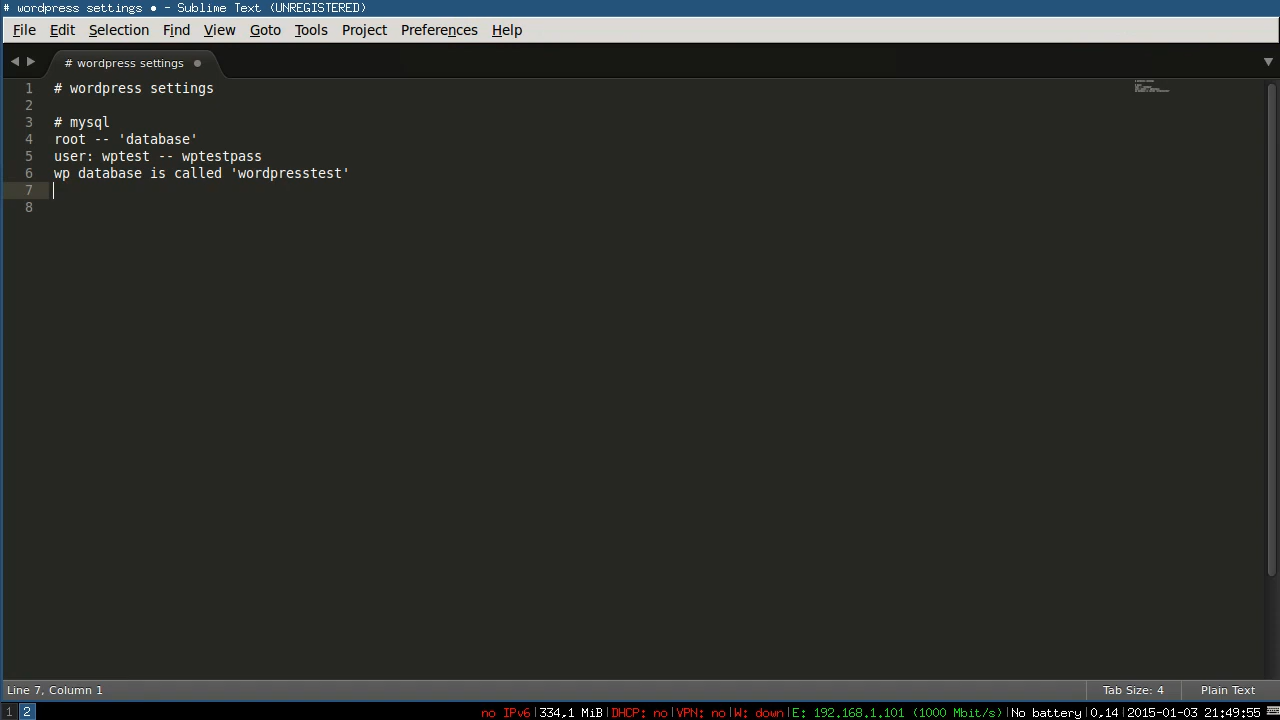 # wordpress settings ● - Sublime Text (UNREGISTERED)
File Edit Selection Find View Goto Tools Project Preferences Help
# wordpress settings
1 # wordpress settings
2
3 # mysql
4 root -- 'database'
5 user: wptest -- wptestpass
6 wp database is called 'wordpresstest'
7
8
Line 7, Column 1 Tab Size: 4 Plain Text
1 2 no IPv6|334,1 MiB|DHCP: no|VPN: no|W: down|E: 192.168.1.101 (1000 Mbit/s)|No battery|0,14|2015-01-03 21:49:55